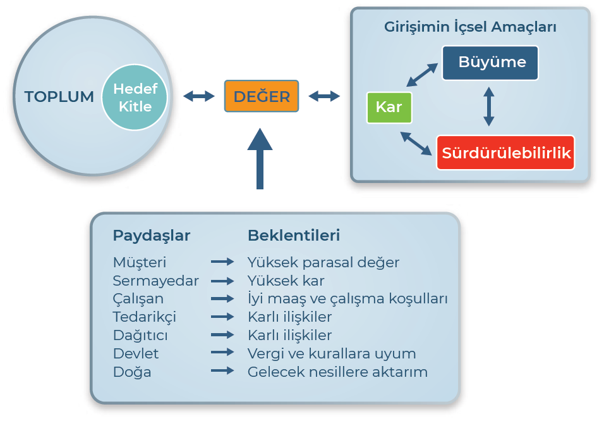 TOPLUM
Hedef
Kitle
DEĞER
Girişimin İçsel Amaçları
Büyüme
Kar
Sürdürülebilirlik
Paydaşlar Beklentileri
Müşteri Yüksek parasal değer
Sermayedar Yüksek kar
Çalışan İyi maaş ve çalışma koşulları
Tedarikçi Karlı ilişkiler
Dağıtıcı Karlı ilişkiler
Devlet Vergi ve kurallara uyum
Doğa Gelecek nesillere aktarım